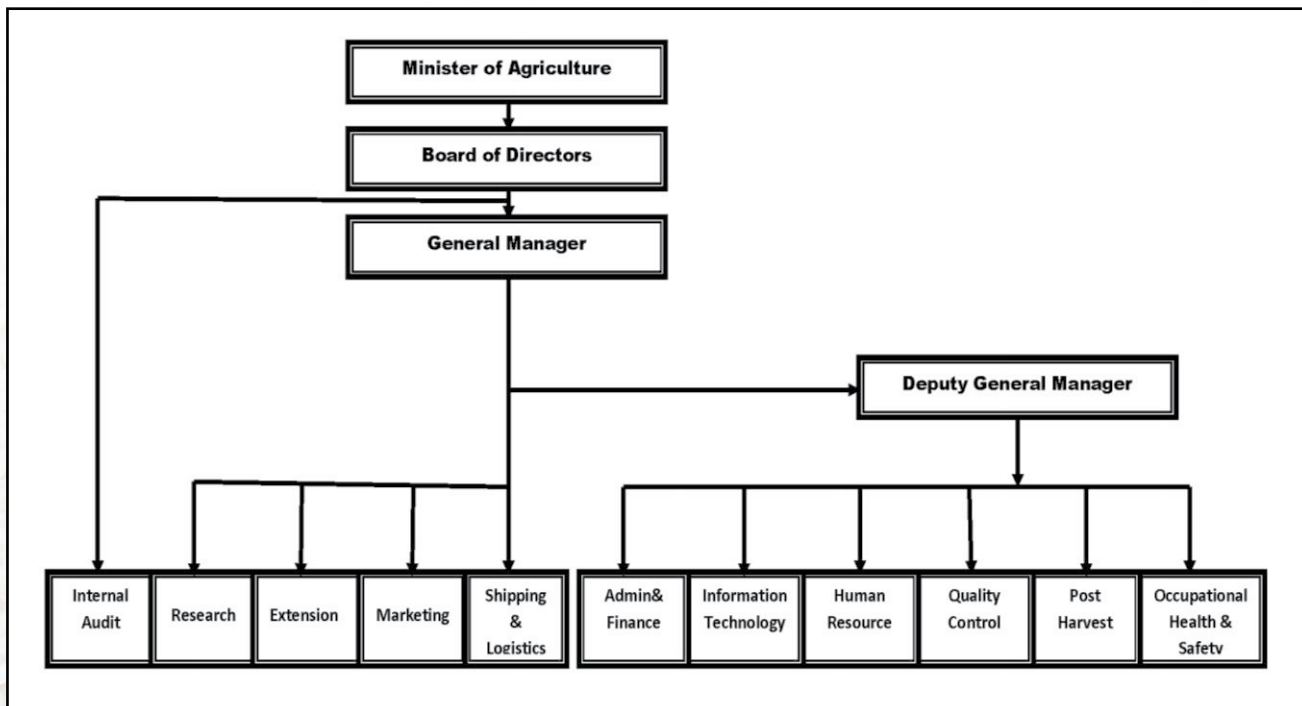 Minister of Agriculture
Board of Directors
General Manager
Deputy General Manager
Internal
Audit
Research
Extension
Marketing
Shipping
&
Logistics
Admin&
Finance
Information
Technology
Human
Resource
Quality
Control
Post
Harvest
Occupational
Health &
Safety